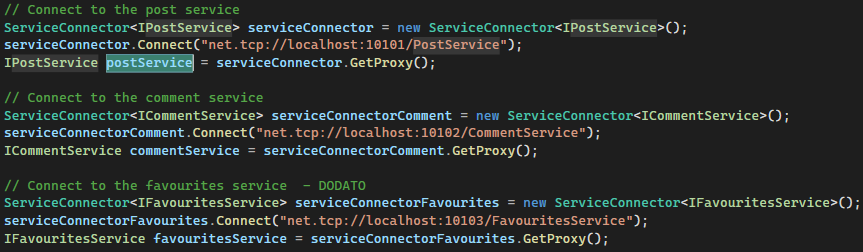 // Connect to the post service
ServiceConnector<IPostService> serviceConnector = new ServiceConnector<IPostService>();
serviceConnector.Connect("net.tcp://localhost:10101/PostService");
IPostService postService = serviceConnector.GetProxy();
// Connect to the comment service
ServiceConnector<ICommentService> serviceConnectorComment = new ServiceConnector<ICommentService>();
serviceConnectorComment.Connect("net.tcp://localhost:10102/CommentService");
ICommentService commentService = serviceConnectorComment.GetProxy();
// Connect to the favourites service  - DODATO
ServiceConnector<IFavouritesService> serviceConnectorFavourites = new ServiceConnector<IFavouritesService>();
serviceConnectorFavourites.Connect("net.tcp://localhost:10103/FavouritesService");
IFavouritesService favouritesService = serviceConnectorFavourites.GetProxy();